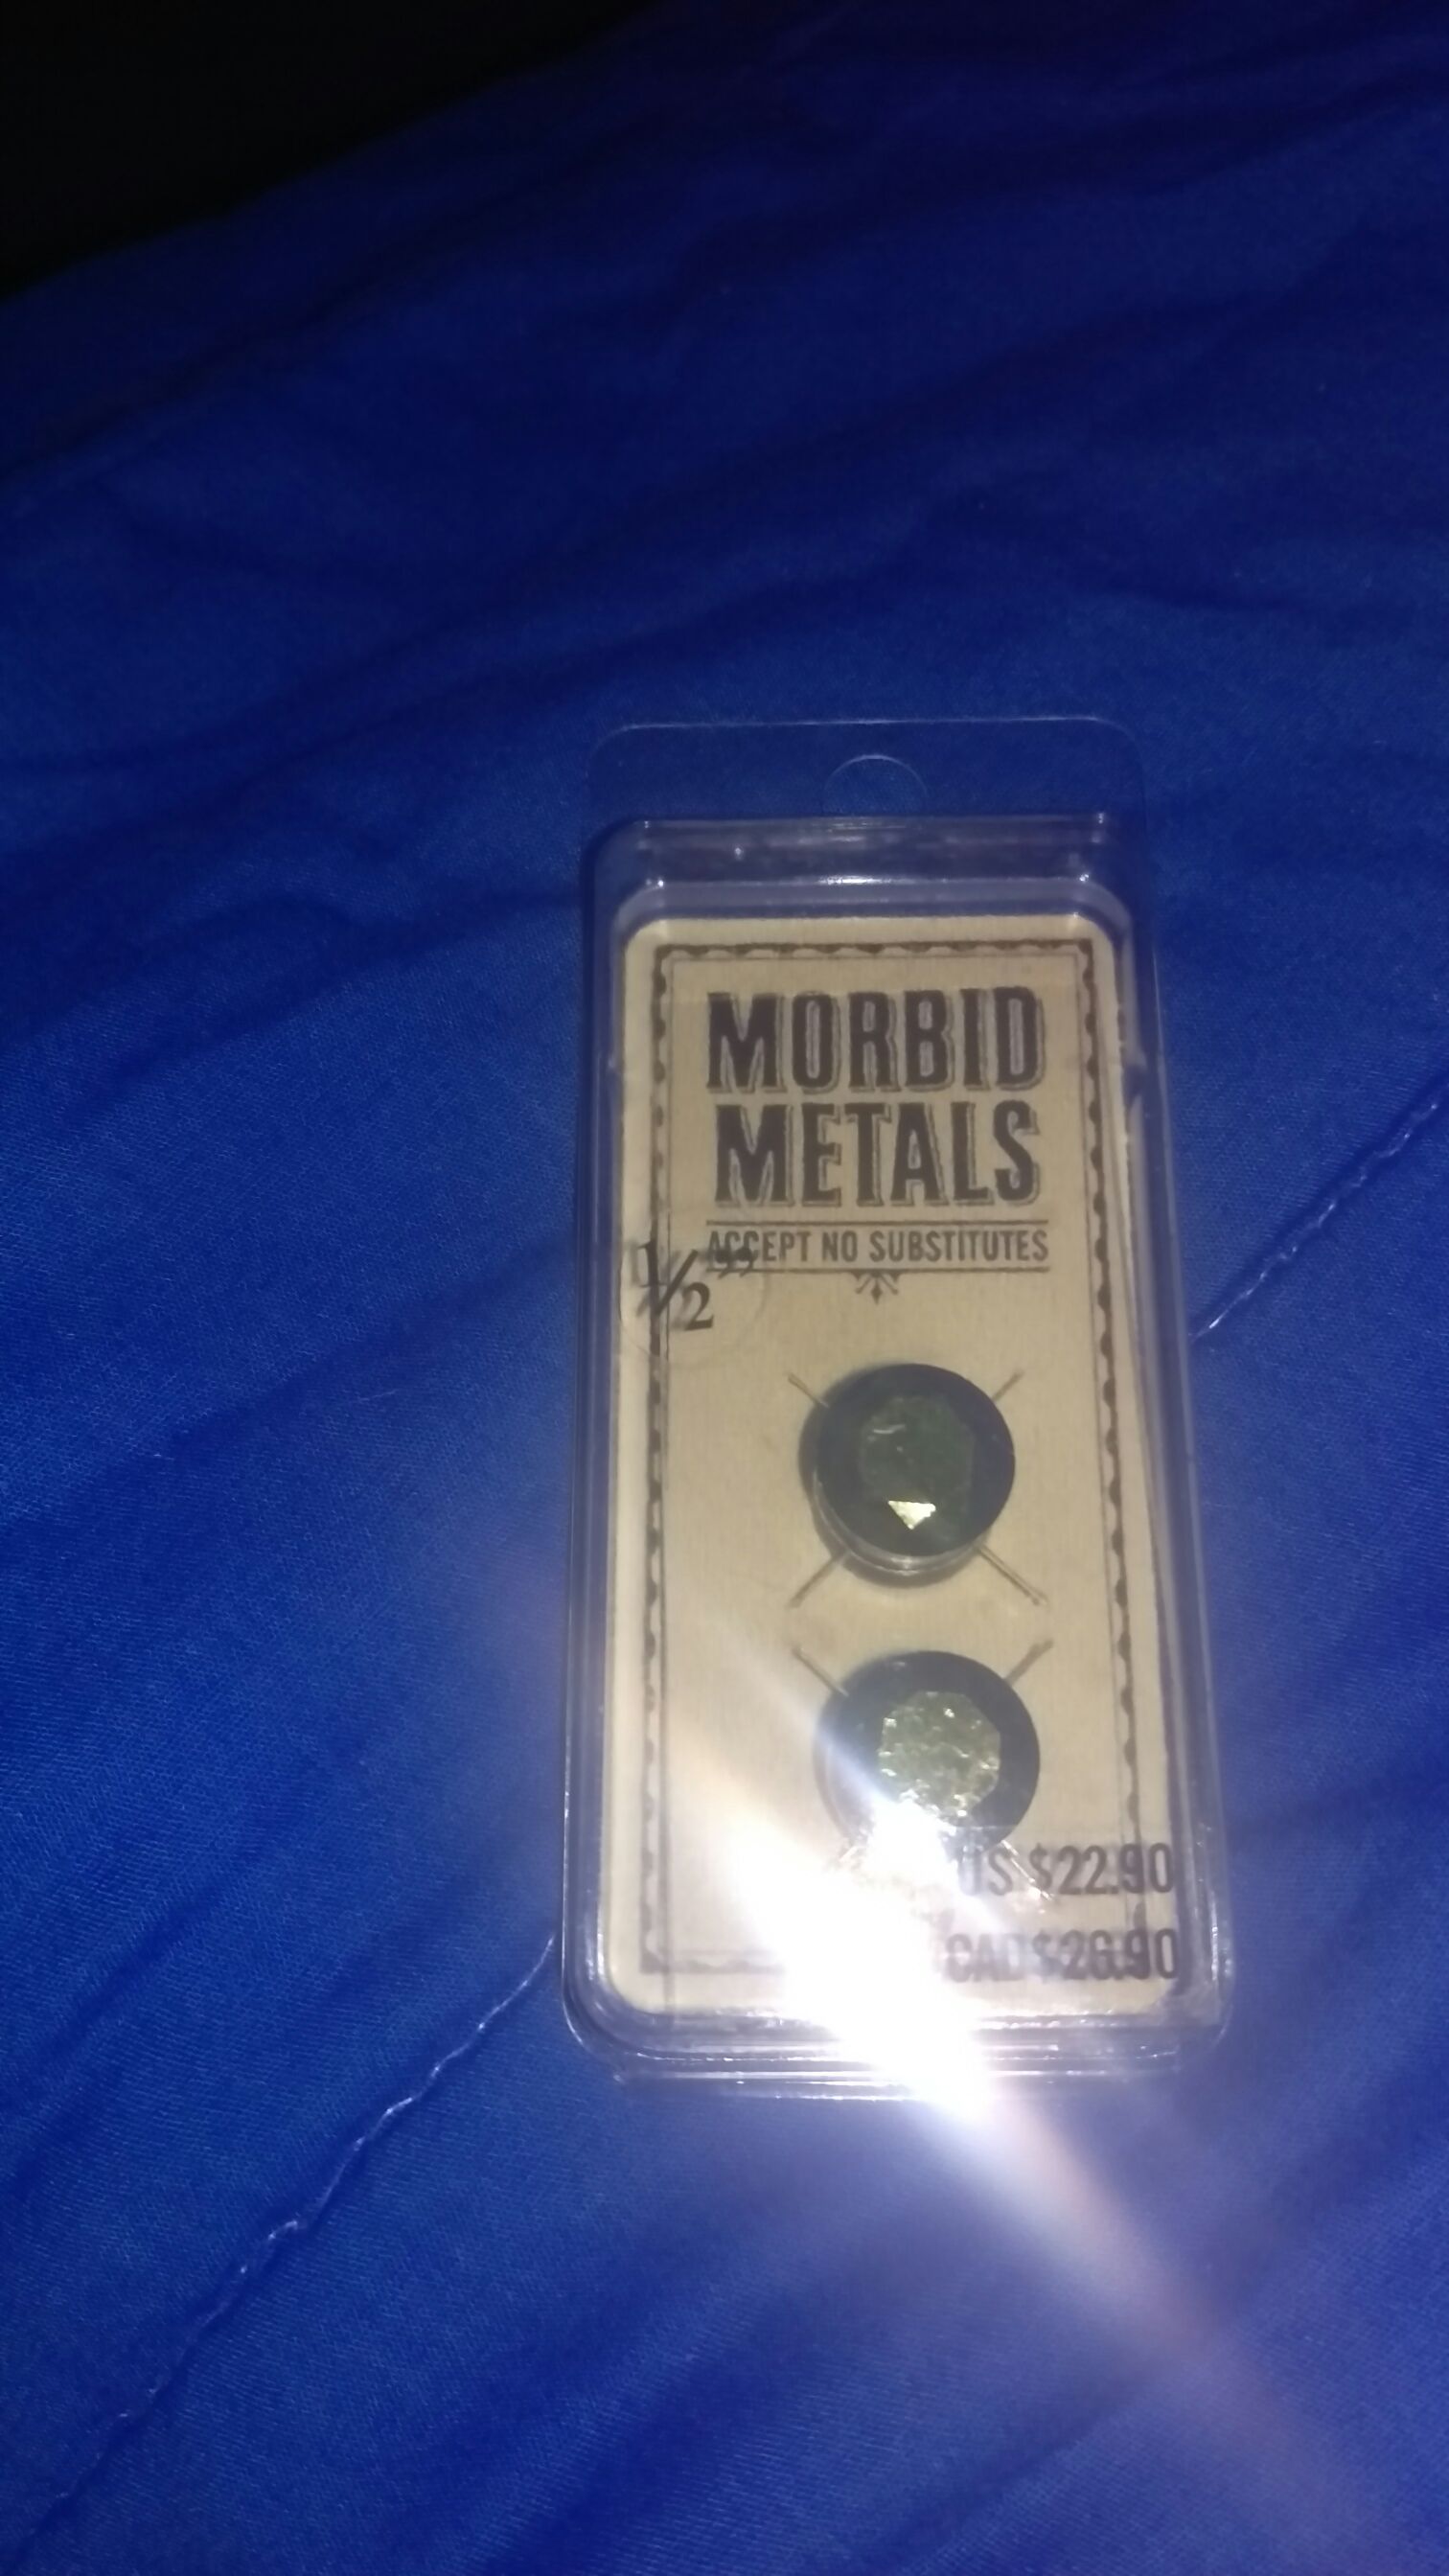 MORBID
METALS
ACCEPT NO SUBSTITUTES
1/2"
US $22.90
CAD $26.90